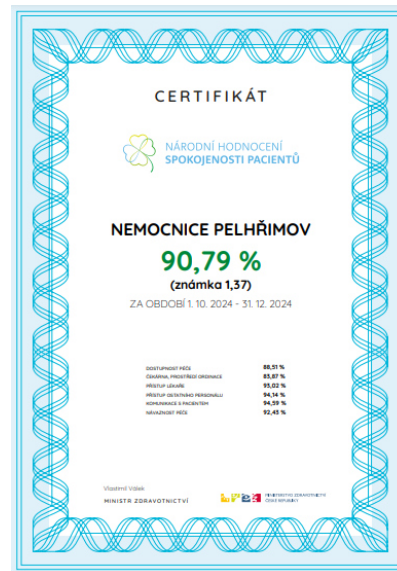 CERTIFIKÁT
NÁRODNÍ HODNOCENÍ
SPOKOJENOSTI PACIENTŮ
NEMOCNICE PELHŘIMOV
90,79 %
(známka 1,37)
ZA OBDOBÍ 1. 10. 2024 - 31. 12. 2024
DOSTUPNOST PÉČE 88,51 %
ČEKÁRNA, PROSTŘEDÍ ORDINACE 85,87 %
PŘÍSTUP LÉKAŘE 95,02 %
PŘÍSTUP OSTATNÍHO PERSONÁLU 94,14 %
KOMUNIKACE S PACIENTEM 94,59 %
NÁVAZNOST PÉČE 92,45 %
Vlastimil Válek
MINISTR ZDRAVOTNICTVÍ
MINISTERSTVO ZDRAVOTNICTVÍ
ČESKÉ REPUBLIKY